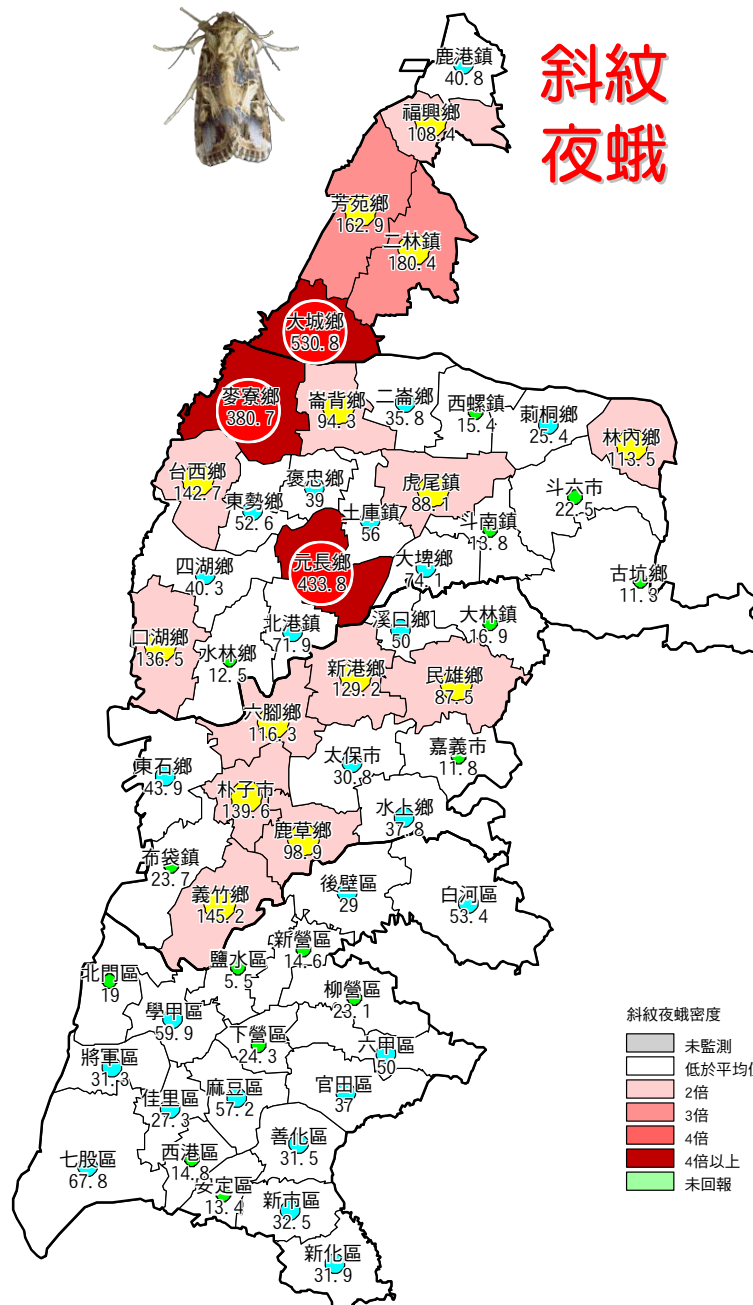 斜紋
夜蛾
鹿港鎮
40.8
福興鄉
108.4
芳苑鄉
162.9
二林鎮
180.4
大城鄉
530.8
麥寮鄉
380.7
崙背鄉
94.3
二崙鄉
35.8
西螺鎮
15.4
莿桐鄉
25.4
林內鄉
113.5
台西鄉
142.7
東勢鄉
52.6
褒忠鄉
39
土庫鎮
56
虎尾鎮
88.1
斗南鎮
13.8
斗六市
22.5
四湖鄉
40.3
元長鄉
433.8
大埤鄉
74.1
古坑鄉
11.3
口湖鄉
136.5
水林鄉
12.5
北港鎮
71.9
溪口鄉
50
大林鎮
16.9
新港鄉
129.2
民雄鄉
87.5
六腳鄉
116.3
東石鄉
43.9
太保市
30.8
嘉義市
11.8
朴子市
139.6
水上鄉
37.8
鹿草鄉
98.9
布袋鎮
23.7
義竹鄉
145.2
後壁區
29
白河區
53.4
新營區
14.6
鹽水區
5.5
北門區
19
柳營區
23.1
學甲區
59.9
下營區
24.3
六甲區
50
將軍區
31.3
佳里區
27.3
麻豆區
57.2
官田區
37
善化區
31.5
七股區
67.8
西港區
14.8
安定區
13.4
新市區
32.5
新化區
31.9
斜紋夜蛾密度
未監測
低於平均
2倍
3倍
4倍
4倍以上
未回報